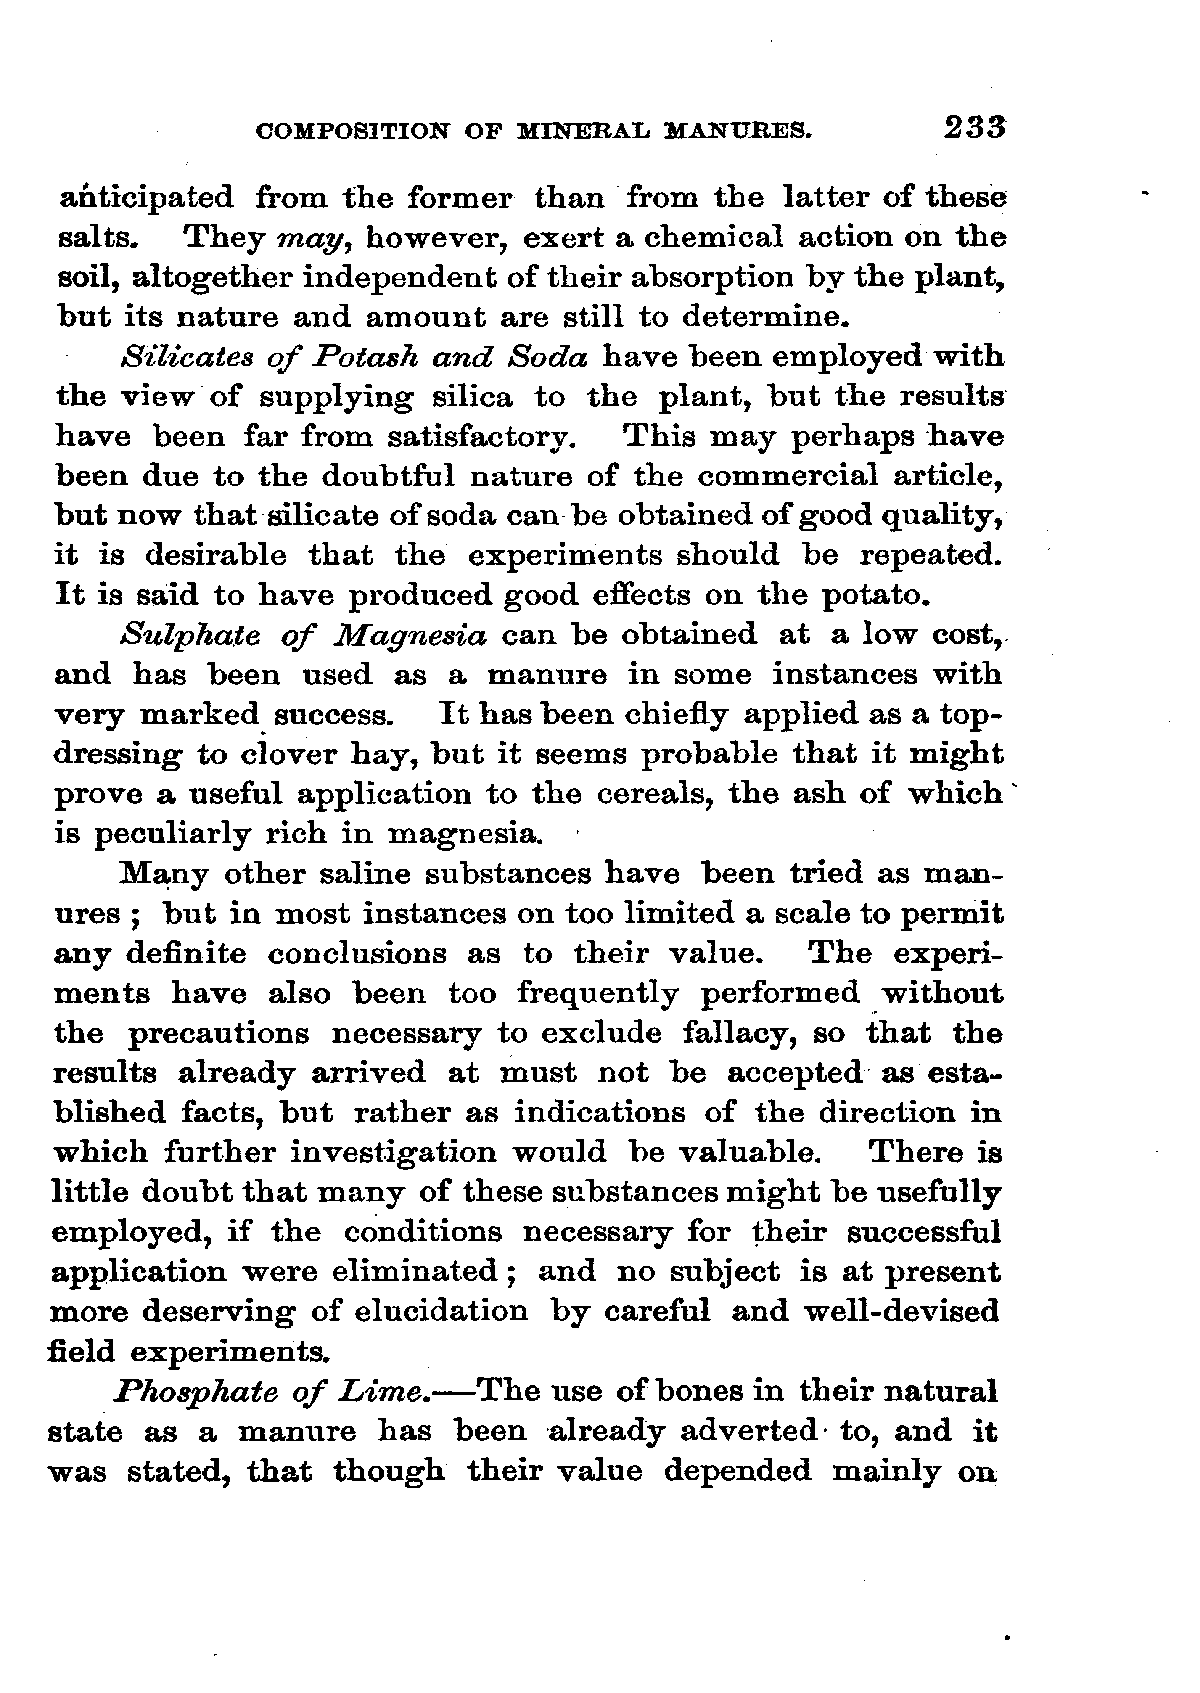 COMPOSITION OF MINERAL MANURES. 233
anticipated from the former than from the latter of these
salts. They may, however, exert a chemical action on the
soil, altogether independent of their absorption by the plant,
but its nature and amount are still to determine.
Silicates of Potash and Soda have been employed with
the view of supplying silica to the plant, but the results
have been far from satisfactory. This may perhaps have
been due to the doubtful nature of the commercial article,
but now that silicate of soda can be obtained of good quality,
it is desirable that the experiments should be repeated.
It is said to have produced good effects on the potato.
Sulphate of Magnesia can be obtained at a low cost,
and has been used as a manure in some instances with
very marked success. It has been chiefly applied as a top-
dressing to clover hay, but it seems probable that it might
prove a useful application to the cereals, the ash of which
is peculiarly rich in magnesia.
Many other saline substances have been tried as man-
ures ; but in most instances on too limited a scale to permit
any definite conclusions as to their value. The experi-
ments have also been too frequently performed without
the precautions necessary to exclude fallacy, so that the
results already arrived at must not be accepted as esta-
blished facts, but rather as indications of the direction in
which further investigation would be valuable. There is
little doubt that many of these substances might be usefully
employed, if the conditions necessary for their successful
application were eliminated ; and no subject is at present
more deserving of elucidation by careful and well-devised
field experiments.
Phosphate of Lime.—The use of bones in their natural
state as a manure has been already adverted to, and it
was stated, that though their value depended mainly on